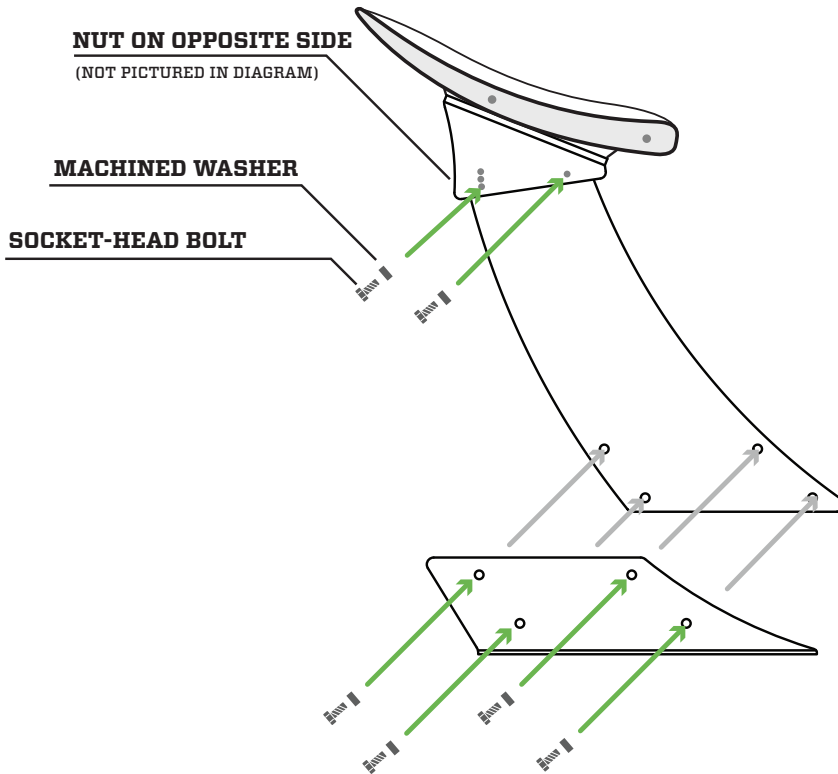 NUT ON OPPOSITE SIDE
(NOT PICTURED IN DIAGRAM)
MACHINED WASHER
SOCKET-HEAD BOLT